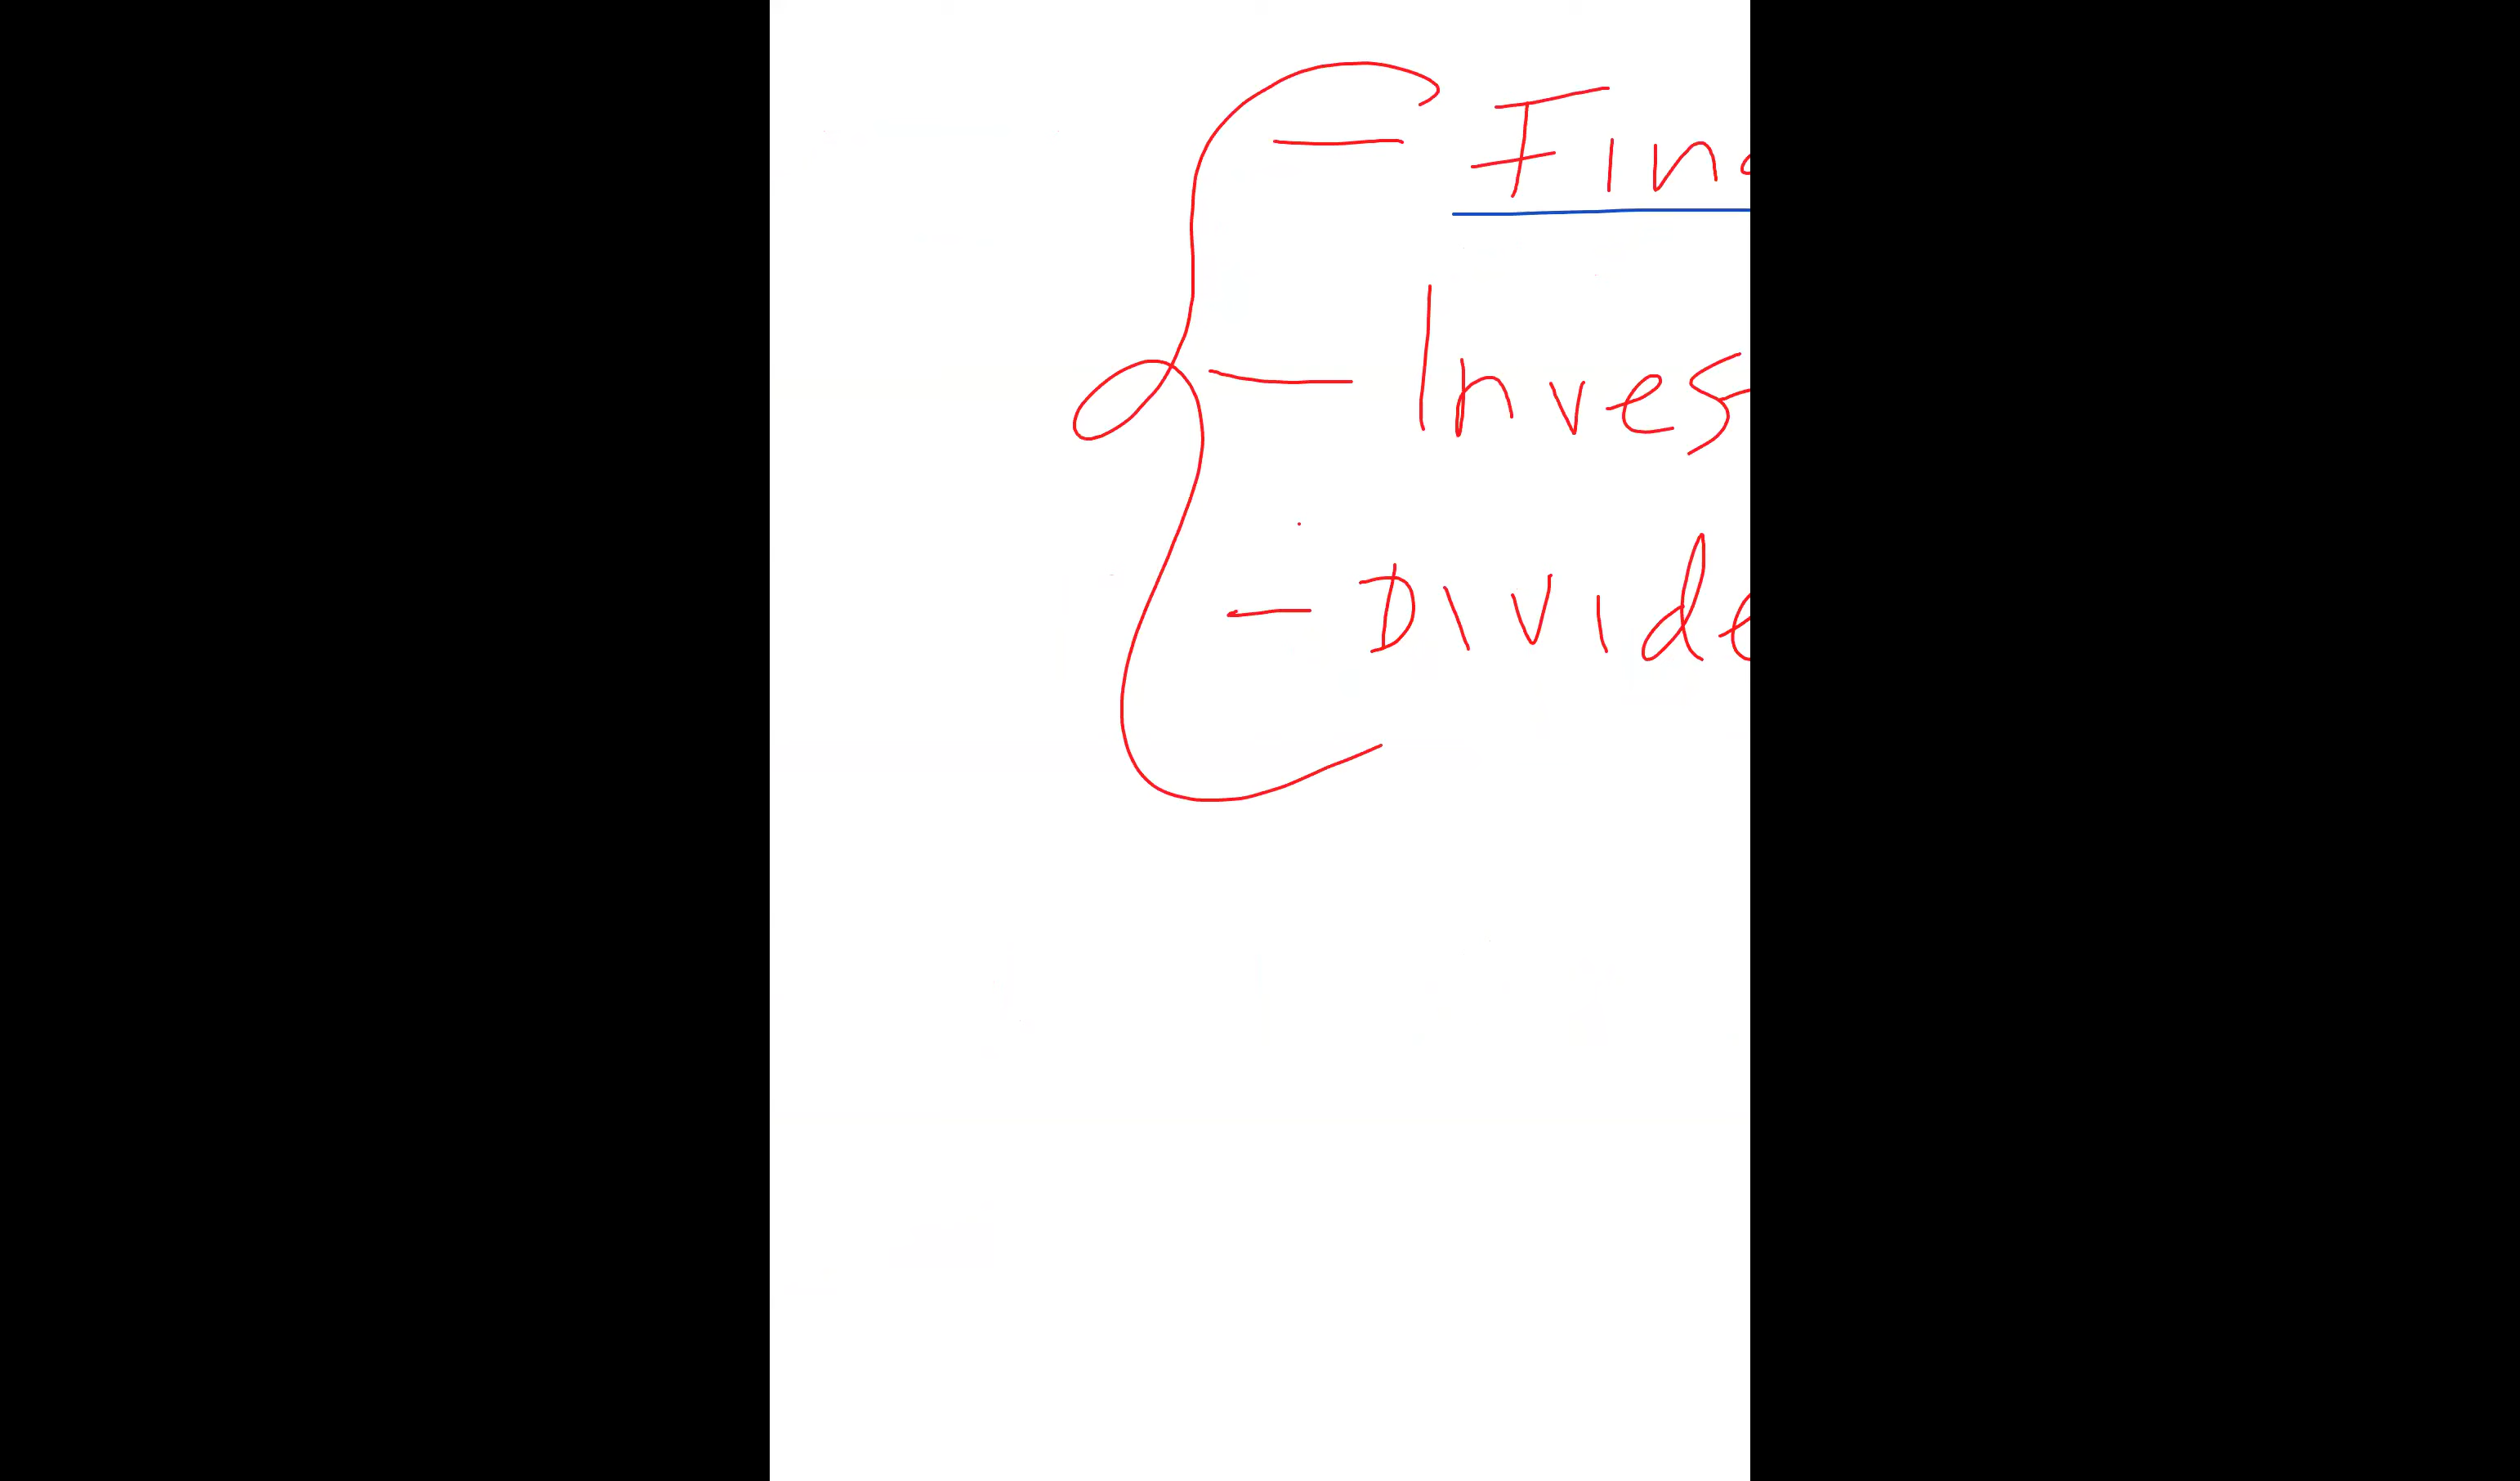 - Fin
- Inves
- Divid